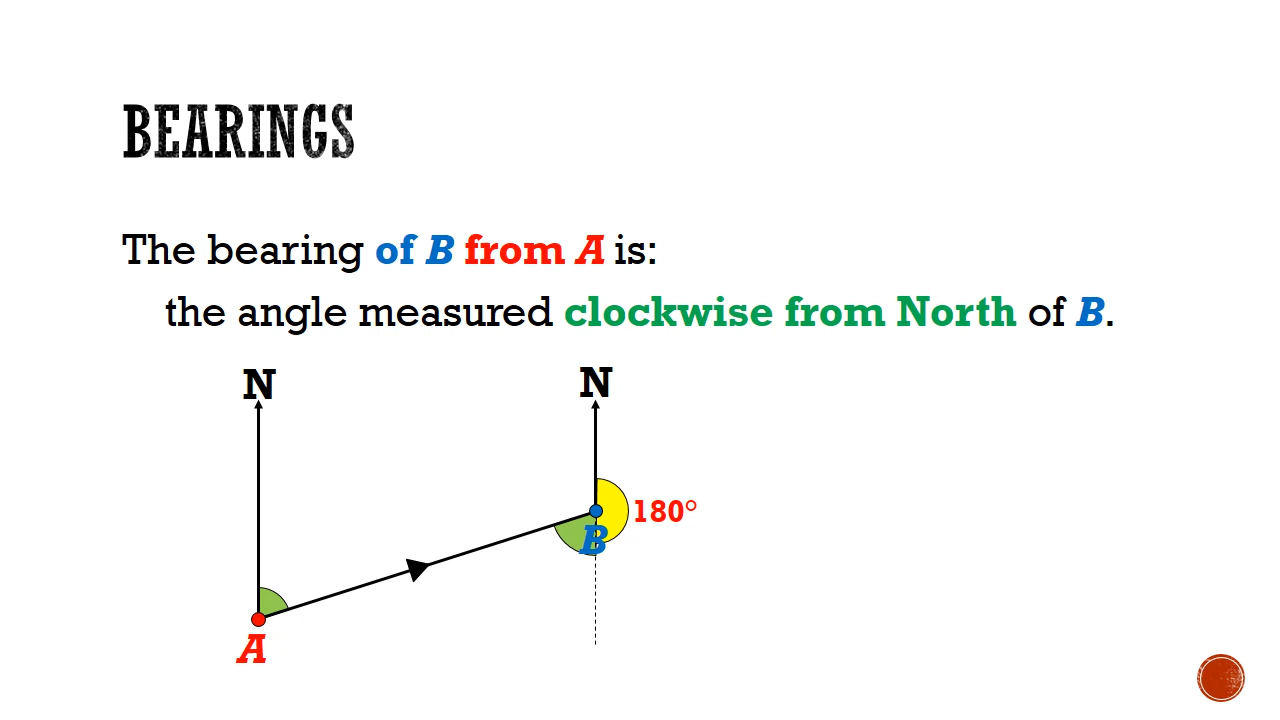 BEARINGS
The bearing of B from A is:
the angle measured clockwise from North of B.
N N
180°
B
A